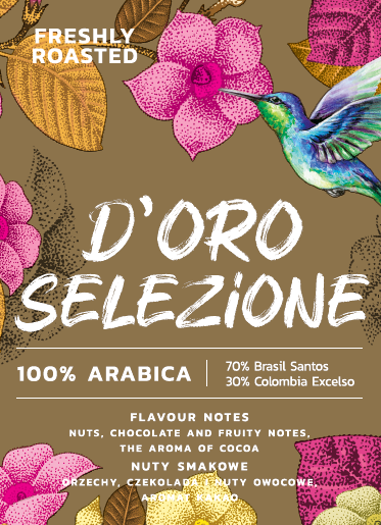 FRESHLY
ROASTED
D'ORO
SELEZiONE
100% ARABICA
70% Brasil Santos
30% Colombia Excelso
FLAVOUR NOTES
NUTS, CHOCOLATE AND FRUITY NOTES,
THE AROMA OF COCOA
NUTY SMAKOWE
ORZECHY, CZEKOLADA I NUTY OWOCOWE,
AROMAT KAKAO